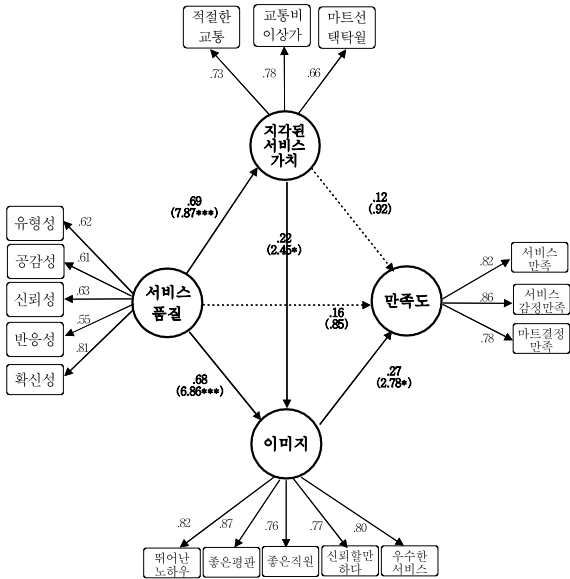 적절한
교통
교통비
이상가
마트선
택탁월
.73
.78
.66
지각된
서비스
가치
.69
(7.87***)
.12
(.92)
.22
(2.45*)
유형성
.62
공감성
.61
신뢰성
.63
반응성
.55
확신성
.81
서비스
품질
만족도
.16
(.85)
.82
서비스
만족
.86
서비스
감정만족
.78
마트결정
만족
.68
(6.86***)
.27
(2.78*)
이미지
.82
.87
.76
.77
.80
뛰어난
노하우
좋은평판
좋은직원
신뢰할만
하다
우수한
서비스